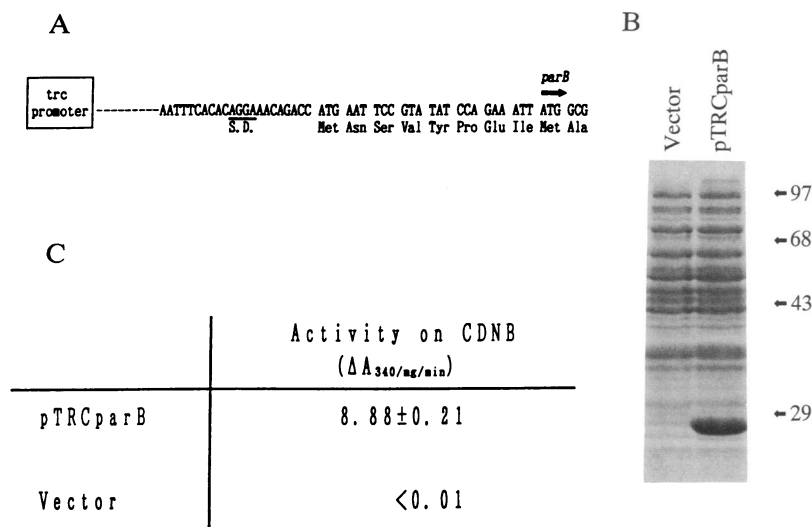 A
parB
trc
promoter
AATTTCACACAGGAAACAGACC ATG AAT TCC GTA TAT CCA GAA ATT ATG GCG
S.D. Met Asn Ser Val Tyr Pro Glu Ile Met Ala
B
Vector
pTRCparB
97
68
43
29
C
Activity on CDNB
(ΔA340/mg/min)
pTRCparB 8.88±0.21
Vector <0.01